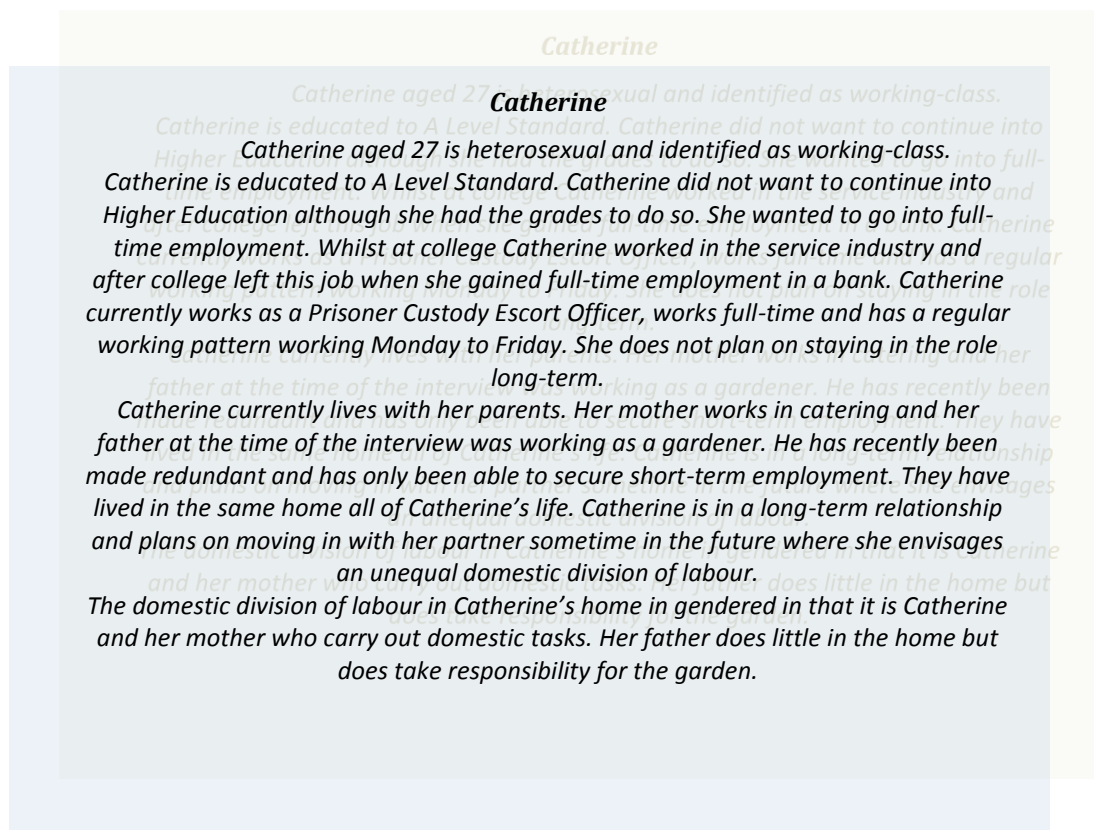 Catherine
Catherine aged 27 is heterosexual and identified as working-class.
Catherine is educated to A Level Standard. Catherine did not want to continue into
Higher Education although she had the grades to do so. She wanted to go into full-
time employment. Whilst at college Catherine worked in the service industry and
after college left this job when she gained full-time employment in a bank. Catherine
currently works as a Prisoner Custody Escort Officer, works full-time and has a regular
working pattern working Monday to Friday. She does not plan on staying in the role
long-term.
Catherine currently lives with her parents. Her mother works in catering and her
father at the time of the interview was working as a gardener. He has recently been
made redundant and has only been able to secure short-term employment. They have
lived in the same home all of Catherine’s life. Catherine is in a long-term relationship
and plans on moving in with her partner sometime in the future where she envisages
an unequal domestic division of labour.
The domestic division of labour in Catherine’s home in gendered in that it is Catherine
and her mother who carry out domestic tasks. Her father does little in the home but
does take responsibility for the garden.